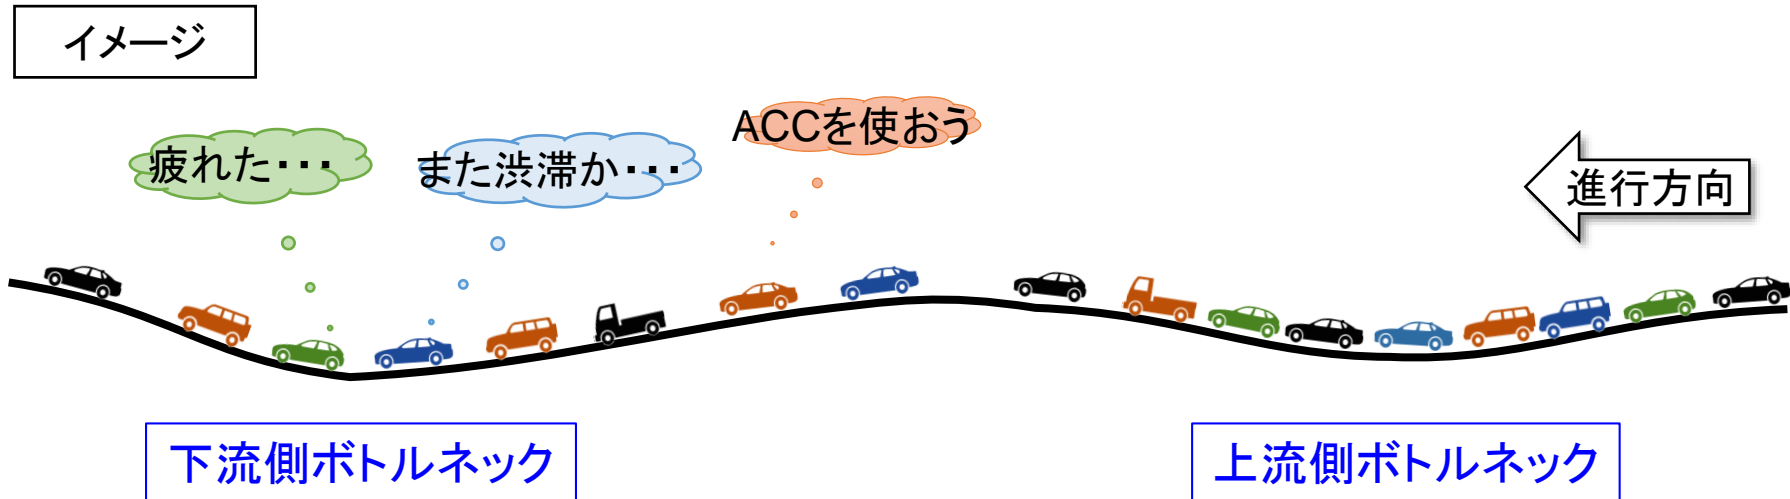 イメージ
ACCを使おう
疲れた・・・
また渋滞か・・・
進行方向
下流側ボトルネック
上流側ボトルネック